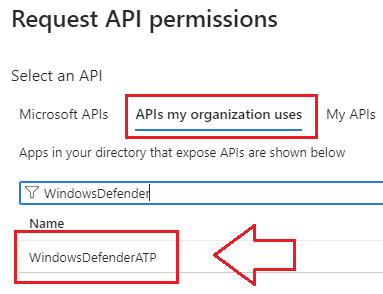 Request API permissions
Select an API
Microsoft APIs APIs my organization uses My APIs
Apps in your directory that expose APIs are shown below
WindowsDefender
Name
WindowsDefenderATP